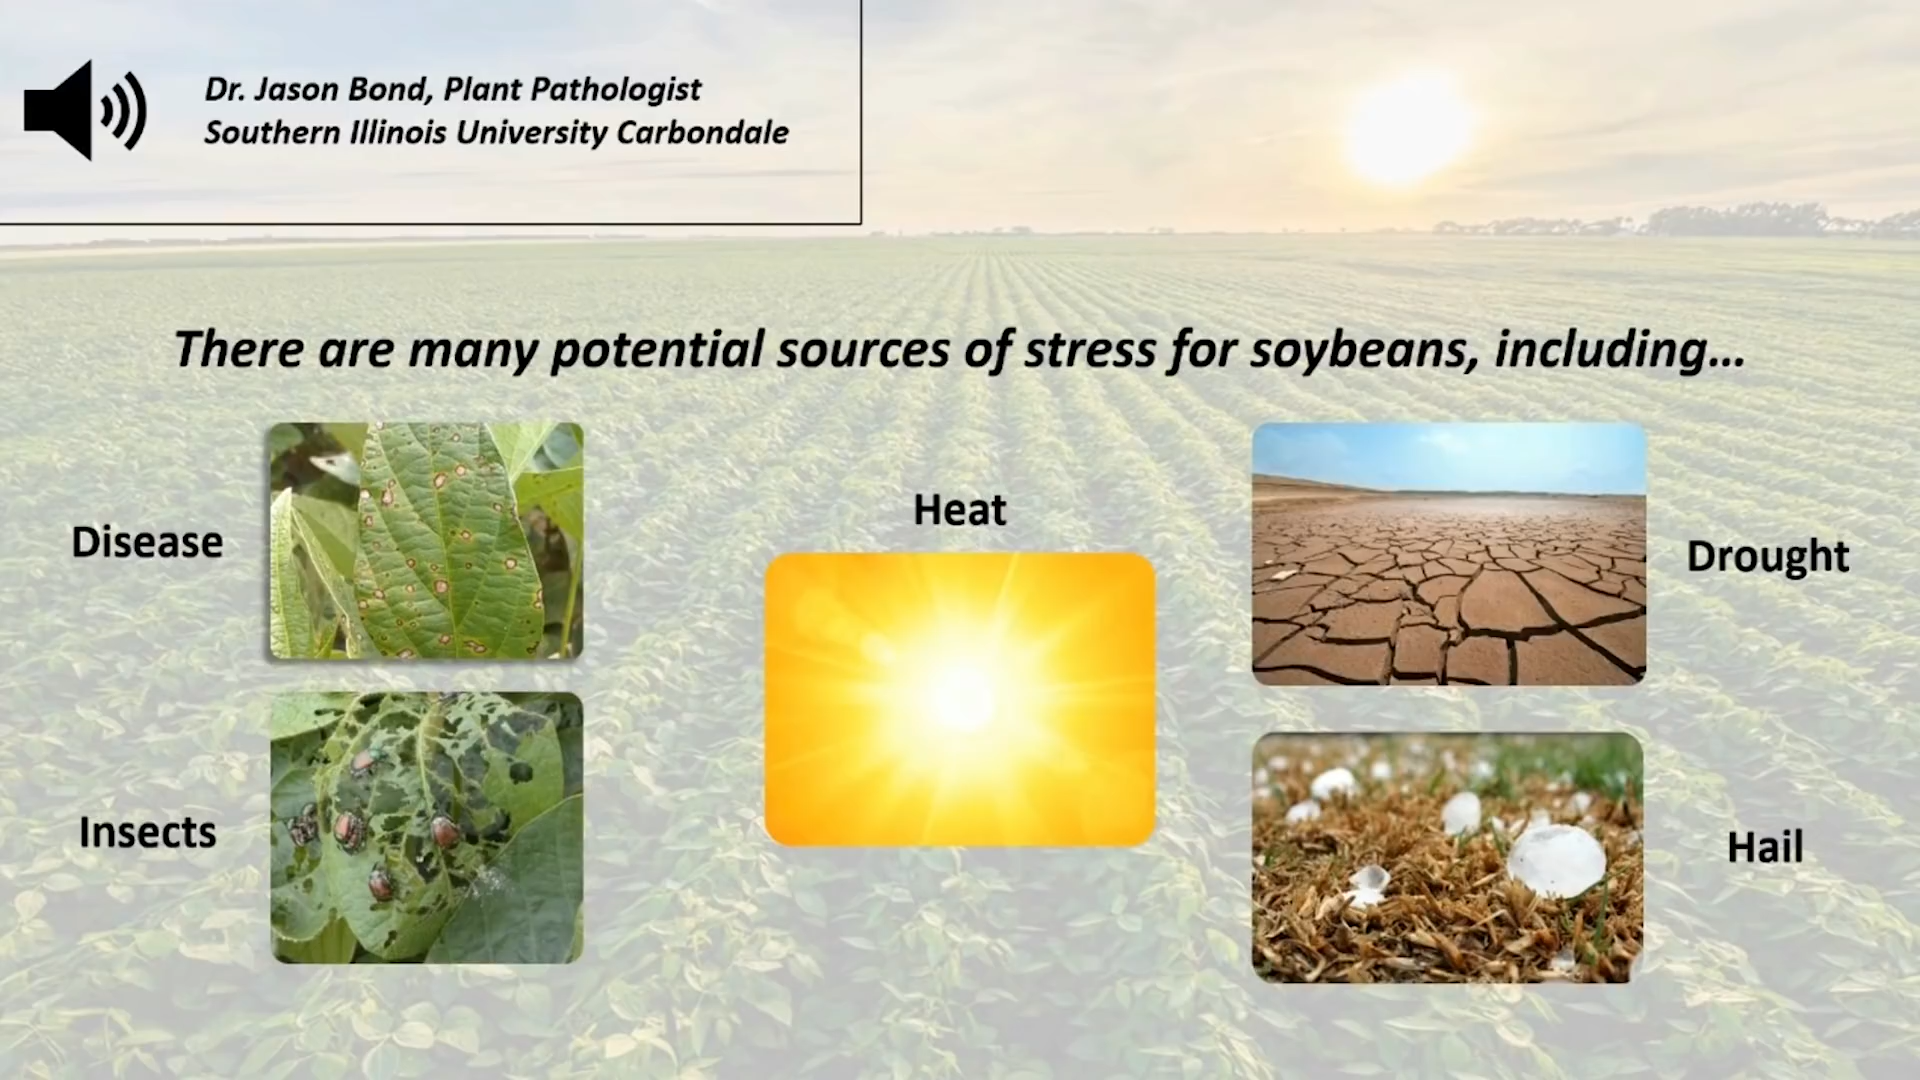 Dr. Jason Bond, Plant Pathologist
Southern Illinois University Carbondale
There are many potential sources of stress for soybeans, including...
Disease
Heat
Drought
Insects
Hail